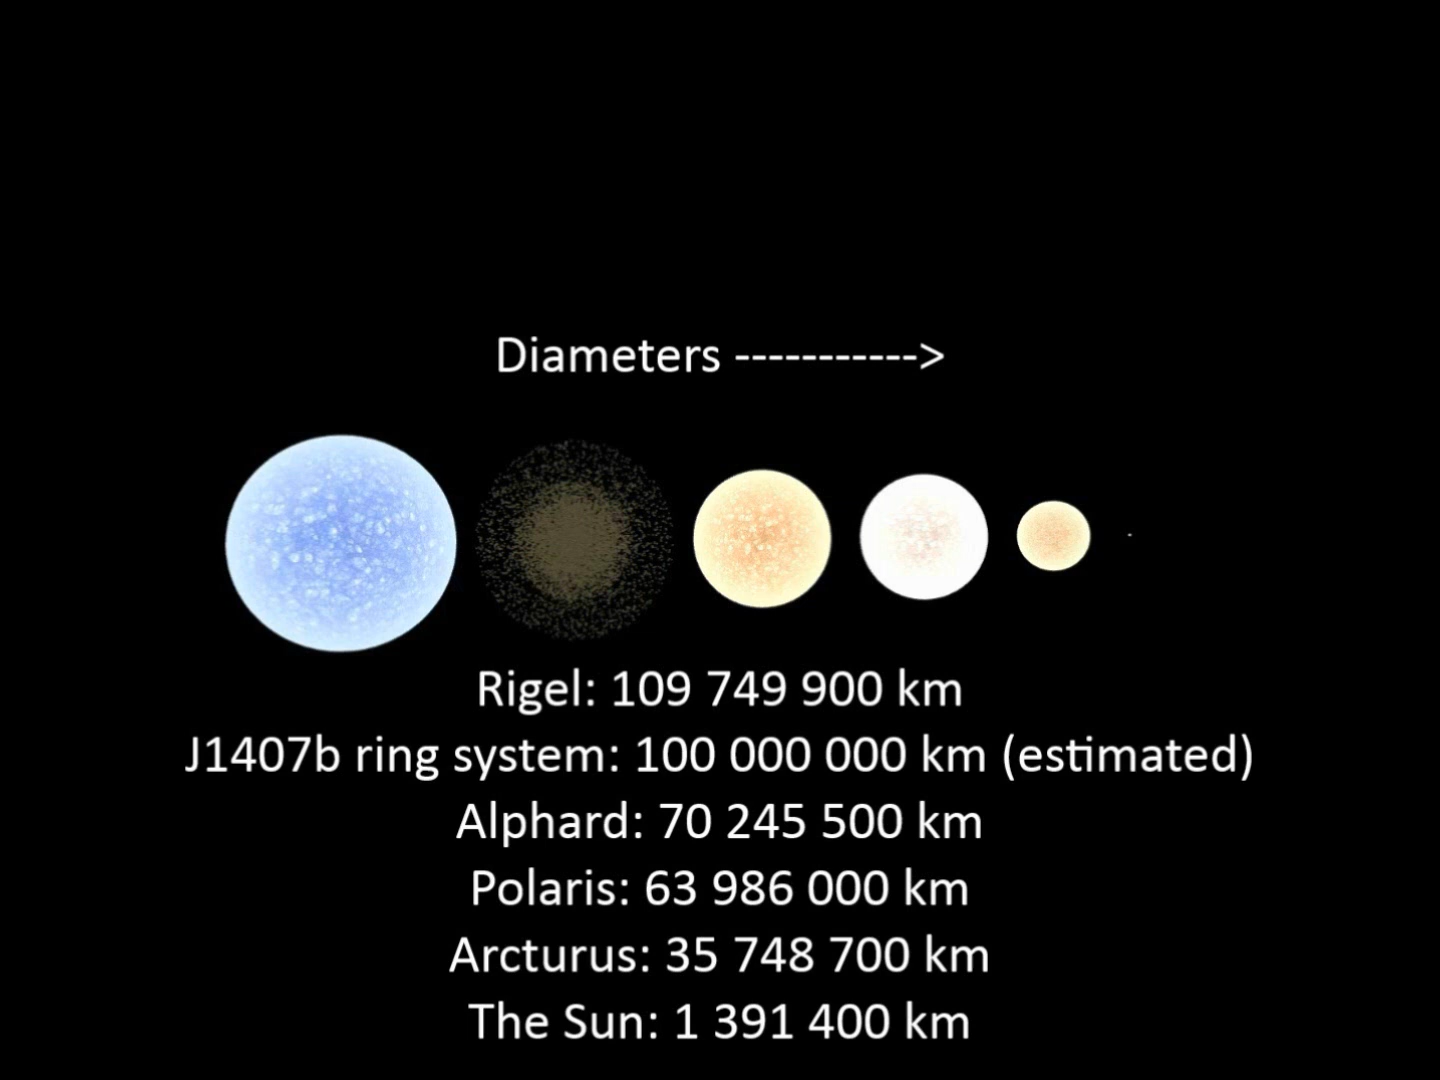 Diameters ----------->
Rigel: 109 749 900 km
J1407b ring system: 100 000 000 km (estimated)
Alphard: 70 245 500 km
Polaris: 63 986 000 km
Arcturus: 35 748 700 km
The Sun: 1 391 400 km